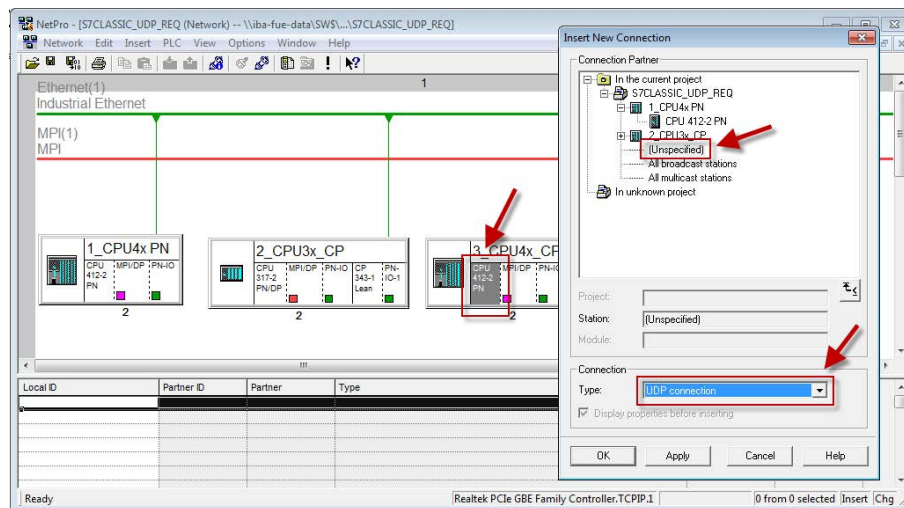 NetPro - [S7CLASSIC_UDP_REQ (Network) -- \\iba-fue-data\SW$\...\S7CLASSIC_UDP_REQ]
Network Edit Insert PLC View Options Window Help
Ethernet(1)
Industrial Ethernet
1
MPI(1)
MPI
1_CPU4x PN
CPU 412-2 PN
MPI/DP
PN-IO
2
2_CPU3x_CP
CPU 317-2 PN/DP
MPI/DP
PN-IO
CP 343-1 Lean
PN-IO-1
2
3_CPU4x_CP
CPU 412-2 PN
MPI/DP
2
Local ID Partner ID Partner Type
Ready
Realtek PCIe GBE Family Controller.TCPIP.1
0 from 0 selected
Insert
Chg
Insert New Connection
Connection Partner
In the current project
S7CLASSIC_UDP_REQ
1_CPU4x PN
CPU 412-2 PN
2_CPU3x_CP
(Unspecified)
All broadcast stations
All multicast stations
In unknown project
Project:
Station: (Unspecified)
Module:
Connection
Type: UDP connection
Display properties before inserting
OK Apply Cancel Help